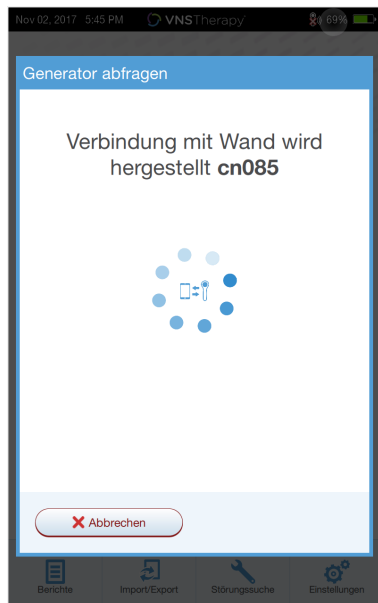 Nov 02, 2017 5:45 PM VNSTherapy 69%
Generator abfragen
Verbindung mit Wand wird
hergestellt cn085
Abbrechen
Berichte Import/Export Störungssuche Einstellungen